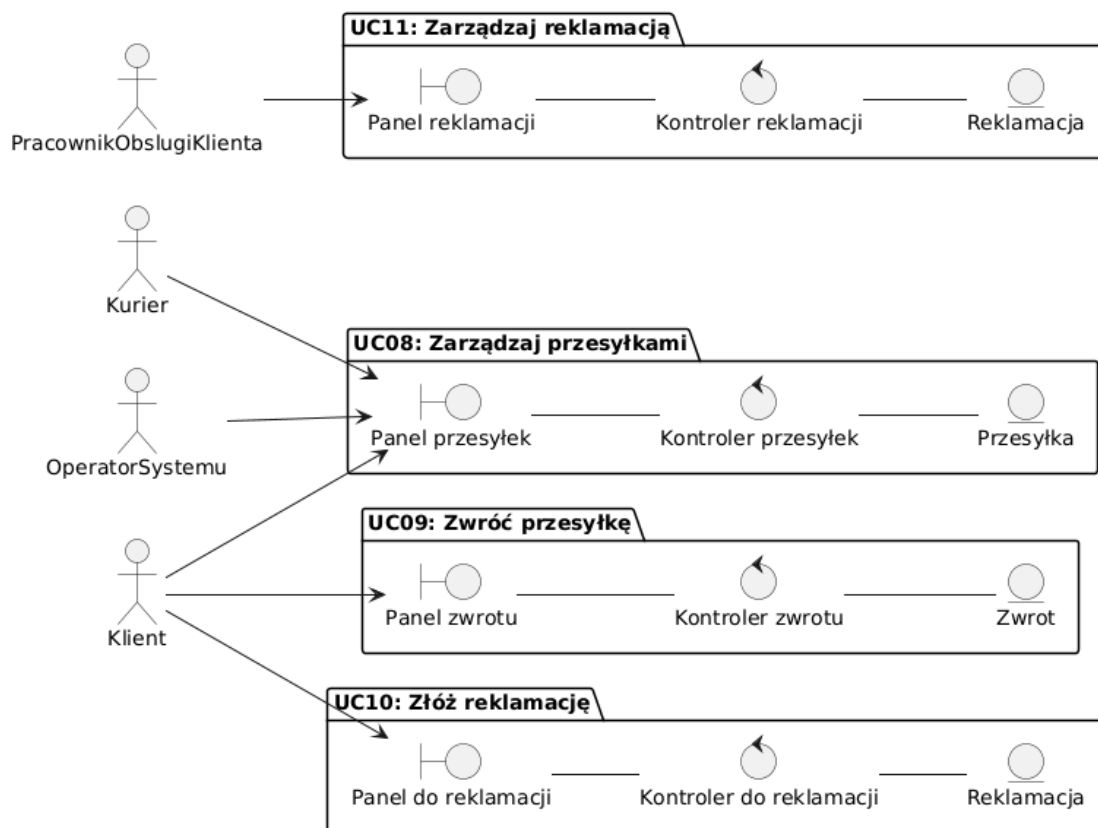 UC11: Zarządzaj reklamacją
PracownikObslugiKlienta
Panel reklamacji
Kontroler reklamacji
Reklamacja
Kurier
UC08: Zarządzaj przesyłkami
OperatorSystemu
Panel przesyłek
Kontroler przesyłek
Przesyłka
UC09: Zwróć przesyłkę
Klient
Panel zwrotu
Kontroler zwrotu
Zwrot
UC10: Złóż reklamację
Panel do reklamacji
Kontroler do reklamacji
Reklamacja